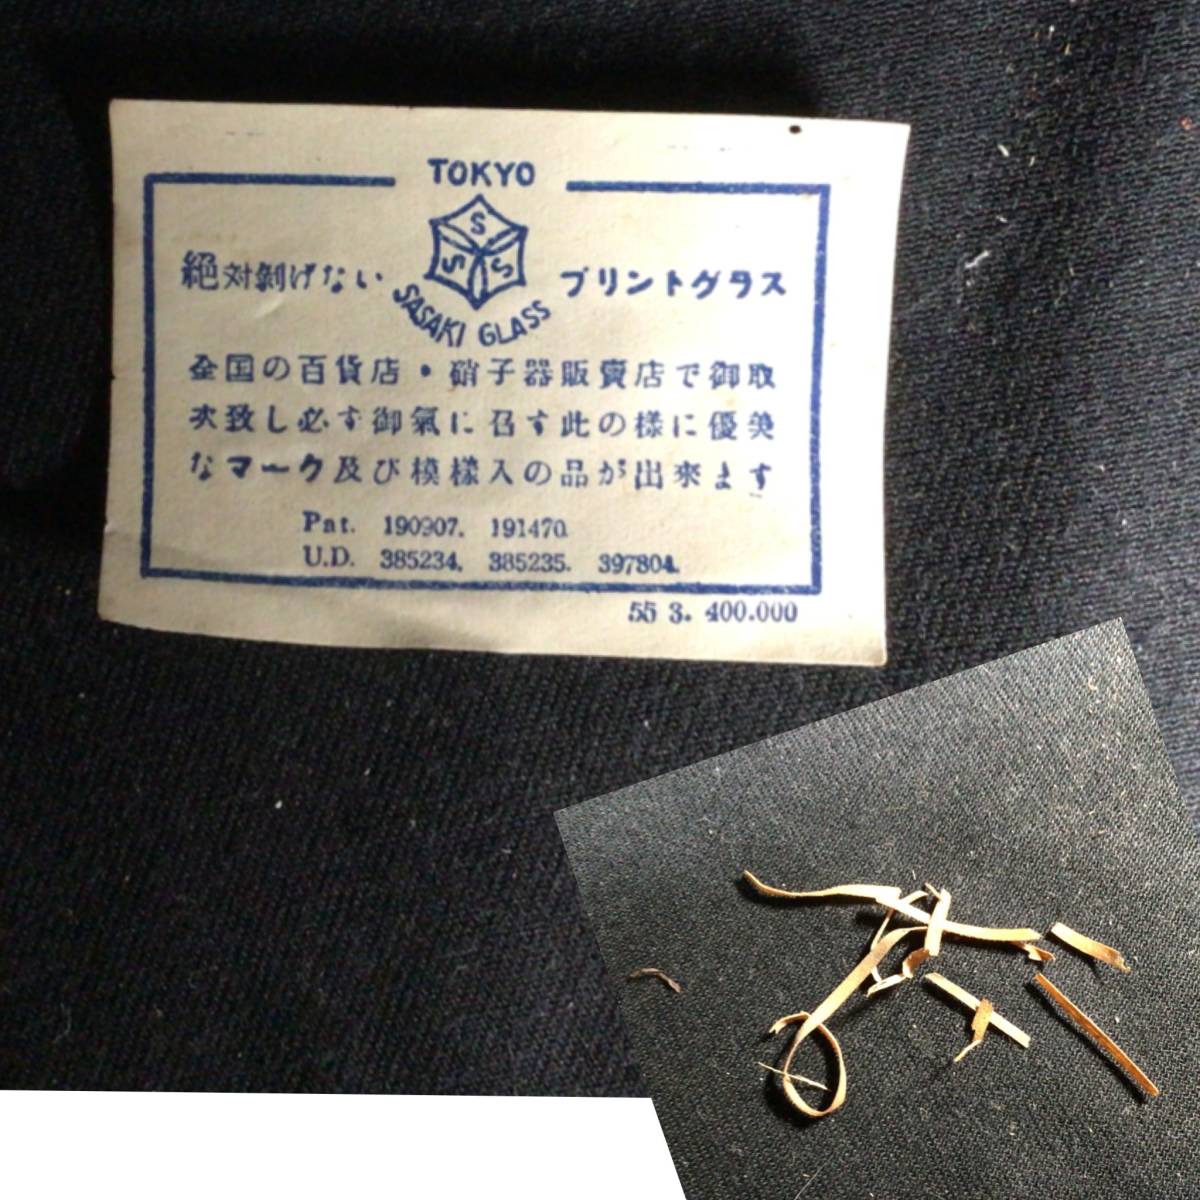 TOKYO
S
S S
SASAKI GLASS
絶対剝げない プリントグラス
全国の百貨店・硝子器販賣店で御取
次致し必ず御氣に召す此の様に優美
なマーク及び模様入の品が出來ます
Pat. 190907. 191470.
U.D. 385234. 385235. 397804.
55 3. 400.000